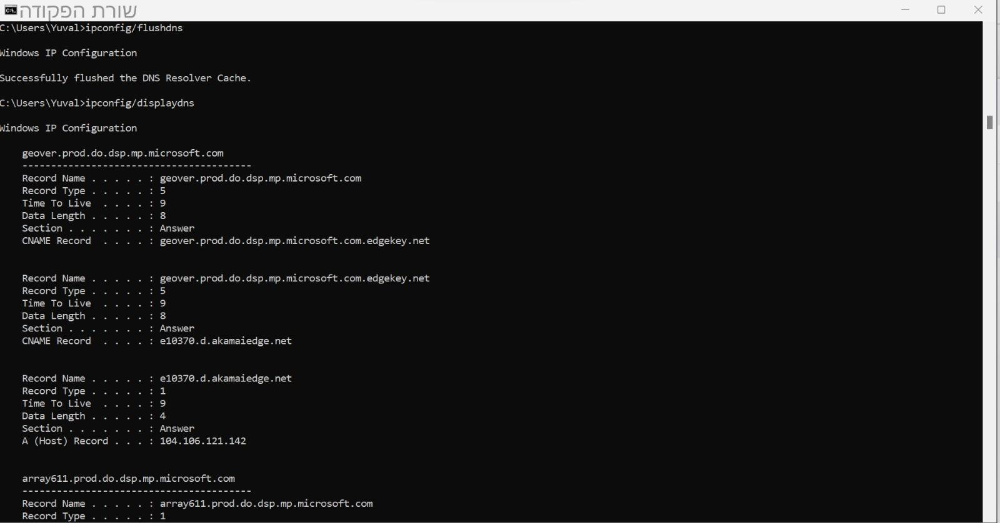 שורת הפקודה
C:\Users\Yuval>ipconfig/flushdns
Windows IP Configuration
Successfully flushed the DNS Resolver Cache.
C:\Users\Yuval>ipconfig/displaydns
Windows IP Configuration
geover.prod.do.dsp.mp.microsoft.com
----------------------------------------
Record Name . . . . . : geover.prod.do.dsp.mp.microsoft.com
Record Type . . . . . : 5
Time To Live  . . . . : 9
Data Length . . . . . : 8
Section . . . . . . . : Answer
CNAME Record  . . . . : geover.prod.do.dsp.mp.microsoft.com.edgekey.net
Record Name . . . . . : geover.prod.do.dsp.mp.microsoft.com.edgekey.net
Record Type . . . . . : 5
Time To Live  . . . . : 9
Data Length . . . . . : 8
Section . . . . . . . : Answer
CNAME Record  . . . . : e10370.d.akamaiedge.net
Record Name . . . . . : e10370.d.akamaiedge.net
Record Type . . . . . : 1
Time To Live  . . . . : 9
Data Length . . . . . : 4
Section . . . . . . . : Answer
A (Host) Record . . . : 104.106.121.142
array611.prod.do.dsp.mp.microsoft.com
----------------------------------------
Record Name . . . . . : array611.prod.do.dsp.mp.microsoft.com
Record Type . . . . . : 1